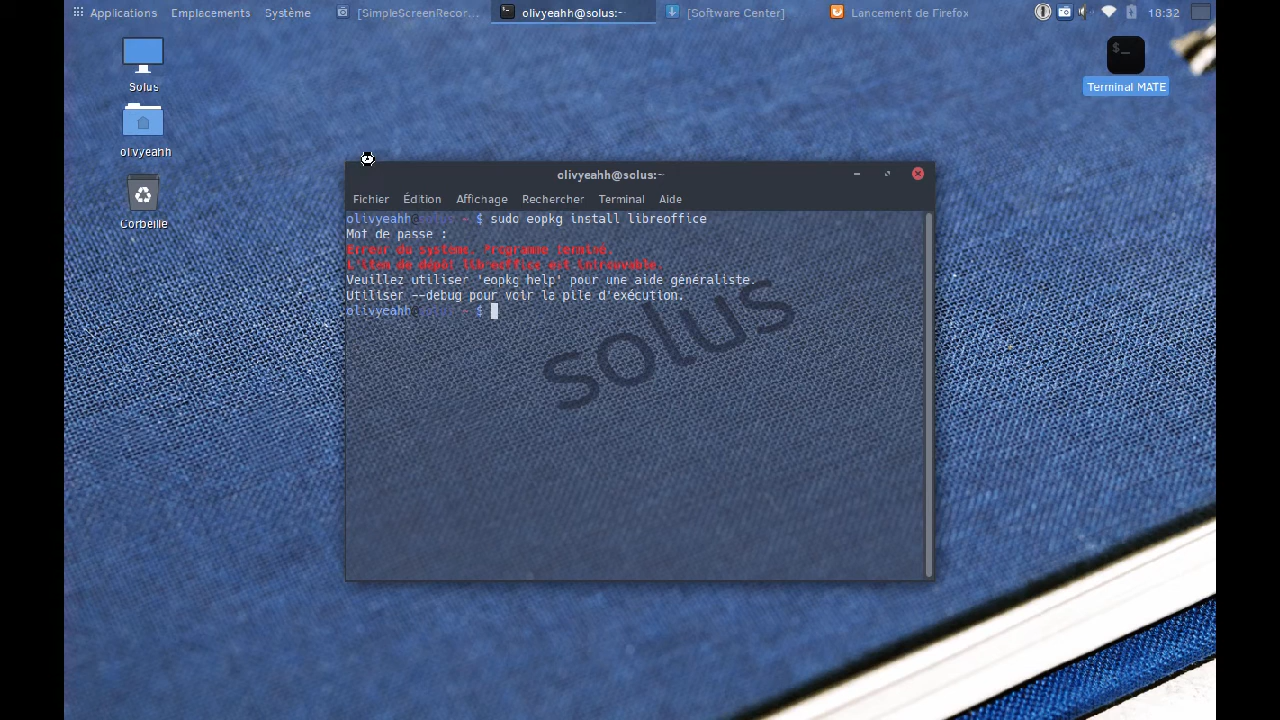 Applications Emplacements Système [SimpleScreenRecor... olivyeahh@solus:~ [Software Center] Lancement de Firefox 18:32
Solus
olivyeahh
Corbeille
$_
Terminal MATE
olivyeahh@solus:~
Fichier Édition Affichage Rechercher Terminal Aide
olivyeahh@solus ~ $ sudo eopkg install libreoffice
Mot de passe :
Erreur du système. Programme terminé.
L'item de dépôt libreoffice est introuvable.
Veuillez utiliser 'eopkg help' pour une aide généraliste.
Utiliser --debug pour voir la pile d'exécution.
olivyeahh@solus ~ $
solus